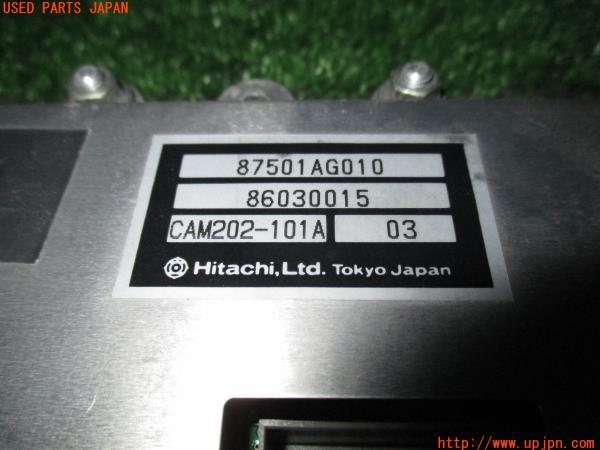 USED PARTS JAPAN
87501AG010
86030015
CAM202-101A 03
Hitachi, Ltd. Tokyo Japan
http://www.upjpn.com/